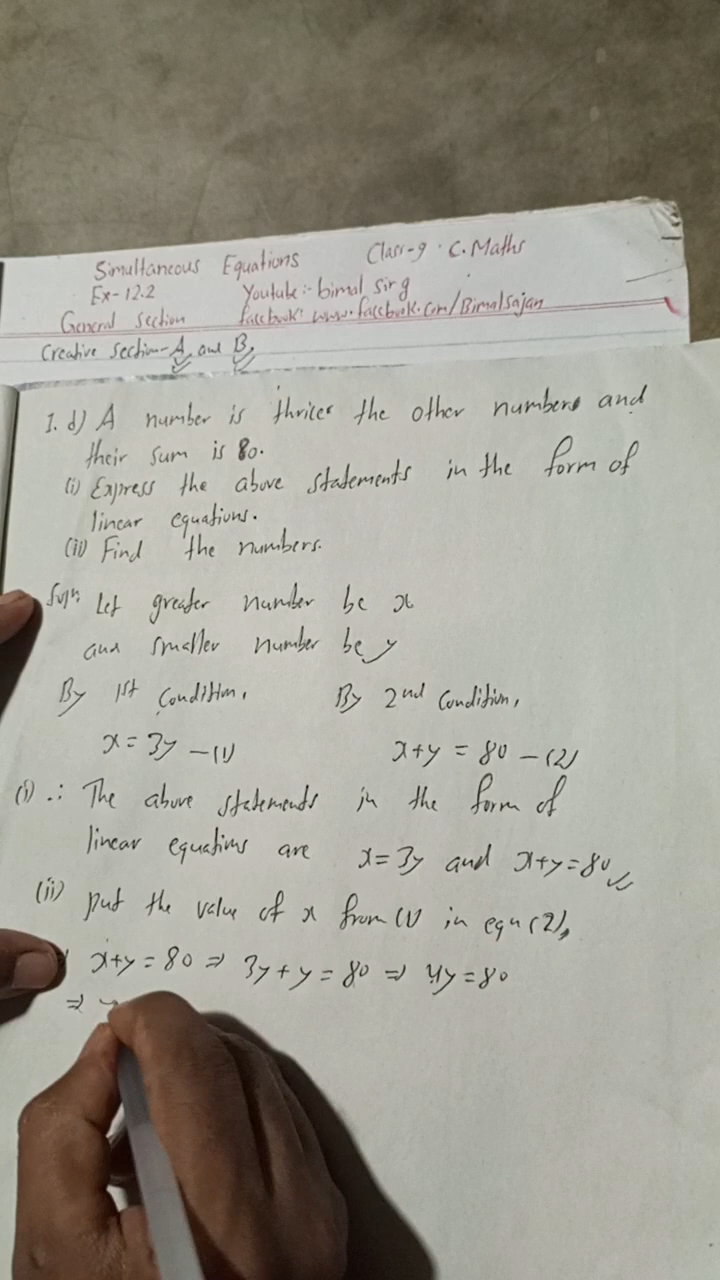 Simultaneous Equations Class-9 C. Maths
Ex-12.2 Youtube:- bimal sir g
General section facebook: www.facebook.com/Bimalsajan
Creative section-A and B,
1. d) A number is thrices the other numbers and
their sum is 80.
(i) Express the above statements in the form of
linear equations.
(ii) Find the numbers.
Soln. Let greater number be x
and smaller number be y
By 1st condition, By 2nd condition,
x = 3y -(1) x+y = 80 -(2)
(i) ∴ The above statements in the form of
linear equations are x=3y and x+y=80
(ii) put the value of x from (1) in eqn (2),
x+y = 80 ⇒ 3y+y = 80 ⇒ 4y=80
⇒